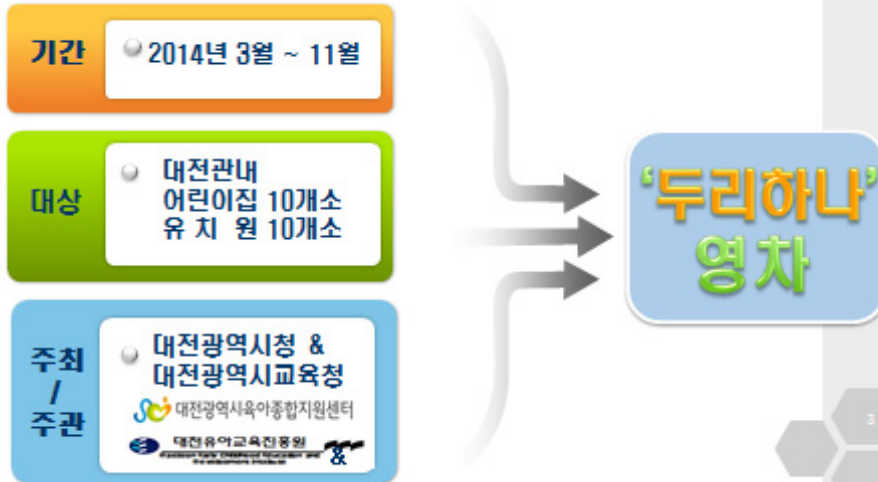 기간
2014년 3월 ~ 11월
대상
대전관내
어린이집 10개소
유 치 원 10개소
주최
/
주관
대전광역시청 &
대전광역시교육청
대전광역시육아종합지원센터
대전유아교육진흥원
&
'두리하나'
영차
3